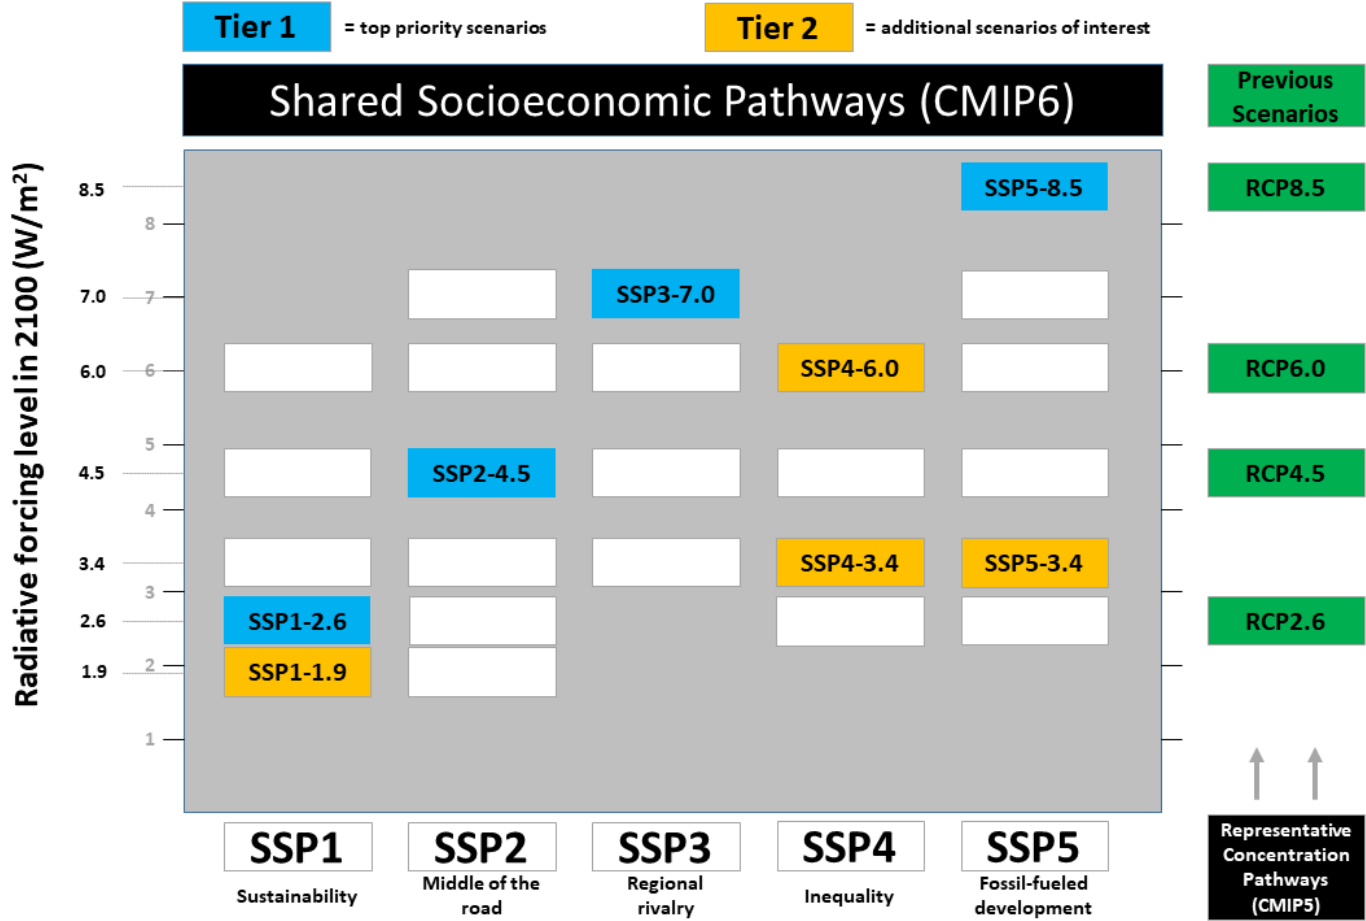 Tier 1 = top priority scenarios
Tier 2 = additional scenarios of interest
Shared Socioeconomic Pathways (CMIP6)
Previous
Scenarios
Radiative forcing level in 2100 (W/m²)
8.5 SSP5-8.5 RCP8.5
8
7.0 7 SSP3-7.0
6.0 6 SSP4-6.0 RCP6.0
5
4.5 SSP2-4.5 RCP4.5
4
3.4 SSP4-3.4 SSP5-3.4
3
2.6 SSP1-2.6 RCP2.6
2
1.9 SSP1-1.9
1
SSP1
Sustainability
SSP2
Middle of the
road
SSP3
Regional
rivalry
SSP4
Inequality
SSP5
Fossil-fueled
development
Representative
Concentration
Pathways
(CMIP5)